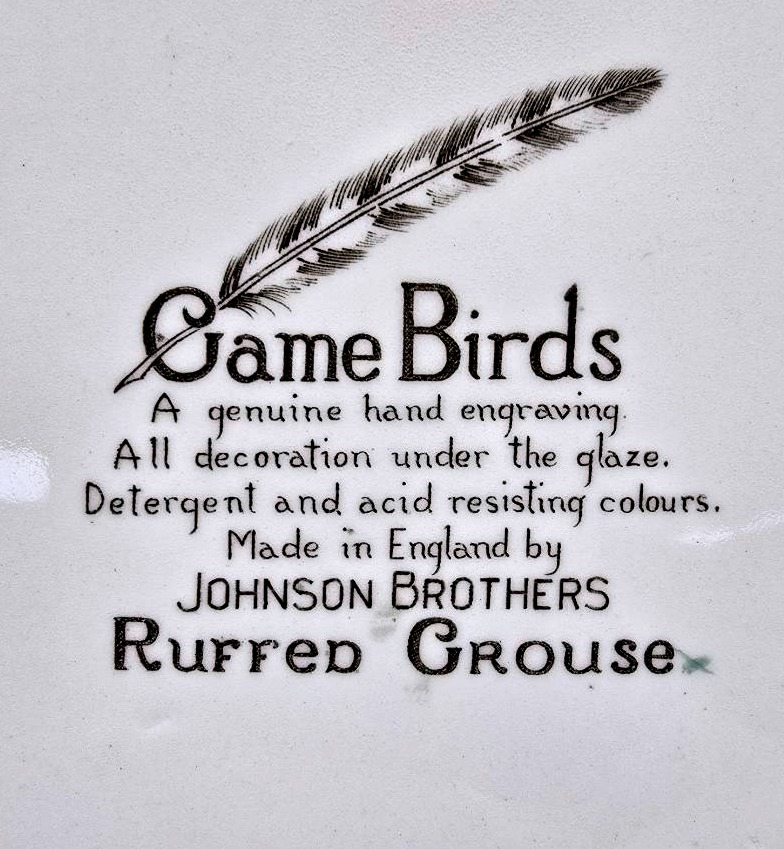 Game Birds
A genuine hand engraving.
All decoration under the glaze.
Detergent and acid resisting colours.
Made in England by
JOHNSON BROTHERS
RUFFED GROUSE